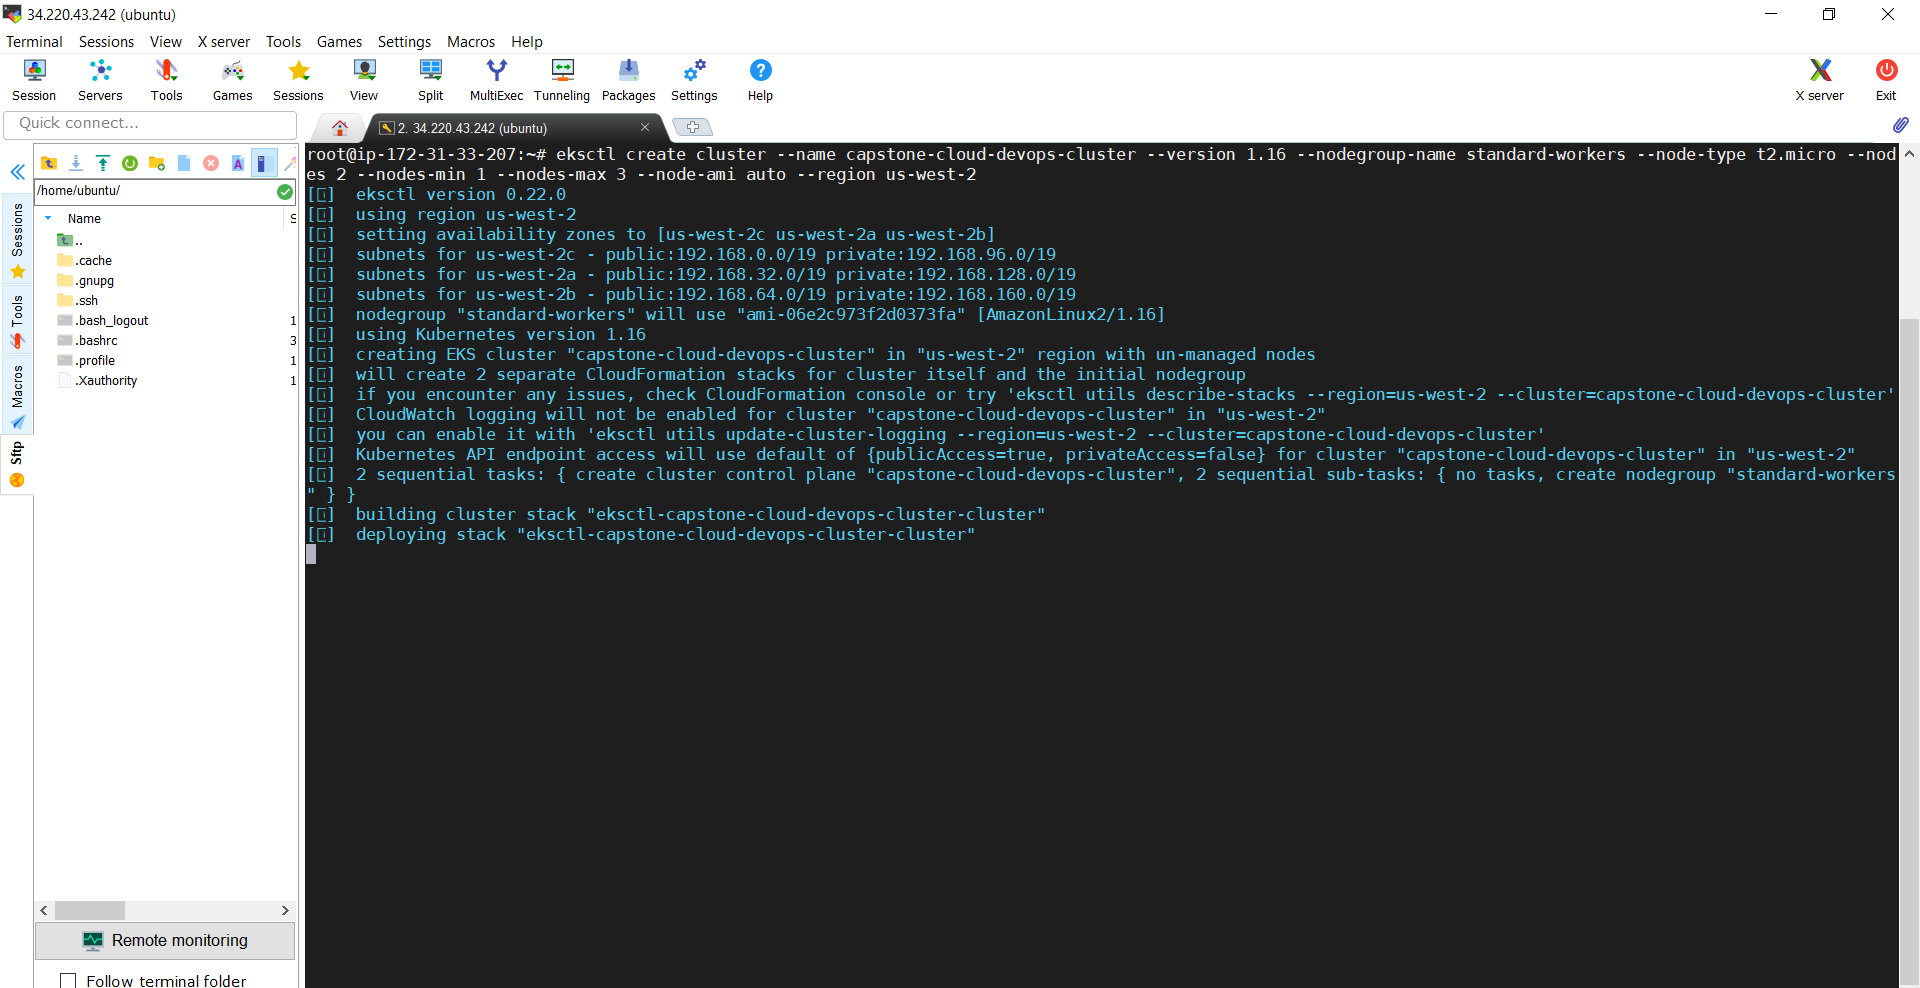 34.220.43.242 (ubuntu)
Terminal Sessions View X server Tools Games Settings Macros Help
Session Servers Tools Games Sessions View Split MultiExec Tunneling Packages Settings Help X server Exit
Quick connect...
2. 34.220.43.242 (ubuntu)
/home/ubuntu/
Name S
..
.cache
.gnupg
.ssh
.bash_logout 1
.bashrc 3
.profile 1
.Xauthority 1
Sessions
Tools
Macros
Sftp
Remote monitoring
Follow terminal folder
root@ip-172-31-33-207:~# eksctl create cluster --name capstone-cloud-devops-cluster --version 1.16 --nodegroup-name standard-workers --node-type t2.micro --nod
es 2 --nodes-min 1 --nodes-max 3 --node-ami auto --region us-west-2
[i] eksctl version 0.22.0
[i] using region us-west-2
[i] setting availability zones to [us-west-2c us-west-2a us-west-2b]
[i] subnets for us-west-2c - public:192.168.0.0/19 private:192.168.96.0/19
[i] subnets for us-west-2a - public:192.168.32.0/19 private:192.168.128.0/19
[i] subnets for us-west-2b - public:192.168.64.0/19 private:192.168.160.0/19
[i] nodegroup "standard-workers" will use "ami-06e2c973f2d0373fa" [AmazonLinux2/1.16]
[i] using Kubernetes version 1.16
[i] creating EKS cluster "capstone-cloud-devops-cluster" in "us-west-2" region with un-managed nodes
[i] will create 2 separate CloudFormation stacks for cluster itself and the initial nodegroup
[i] if you encounter any issues, check CloudFormation console or try 'eksctl utils describe-stacks --region=us-west-2 --cluster=capstone-cloud-devops-cluster'
[i] CloudWatch logging will not be enabled for cluster "capstone-cloud-devops-cluster" in "us-west-2"
[i] you can enable it with 'eksctl utils update-cluster-logging --region=us-west-2 --cluster=capstone-cloud-devops-cluster'
[i] Kubernetes API endpoint access will use default of {publicAccess=true, privateAccess=false} for cluster "capstone-cloud-devops-cluster" in "us-west-2"
[i] 2 sequential tasks: { create cluster control plane "capstone-cloud-devops-cluster", 2 sequential sub-tasks: { no tasks, create nodegroup "standard-workers
" } }
[i] building cluster stack "eksctl-capstone-cloud-devops-cluster-cluster"
[i] deploying stack "eksctl-capstone-cloud-devops-cluster-cluster"